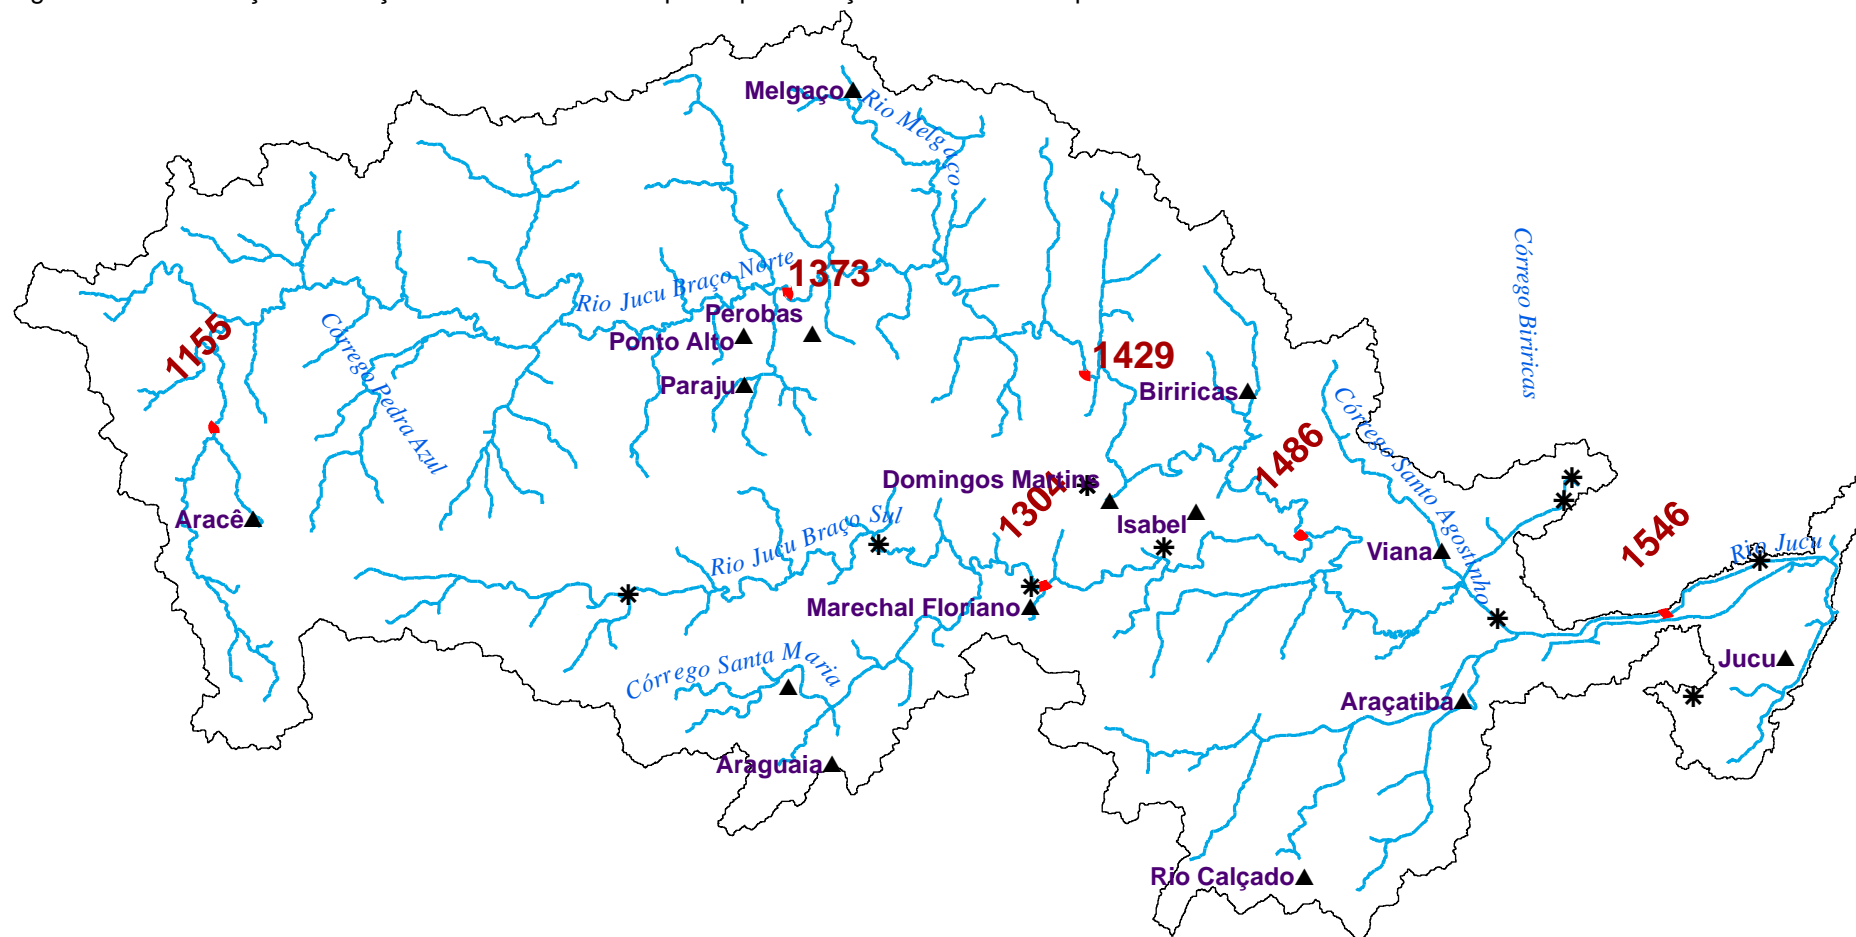 Melgaço
Rio Melgaço
Córrego Biriricas
Rio Jucu Braço Norte
1373
Perobas
Ponto Alto
1155
Córrego Pedra Azul
1429
Paraju
Biriricas
Córrego Santo Agostinho
1486
Domingos Martins
1304
Aracê
Rio Jucu Braço Sul
Isabel
Viana
1546
Rio Jucu
Marechal Floriano
Córrego Santa Maria
Jucu
Araçatiba
Araguaia
Rio Calçado